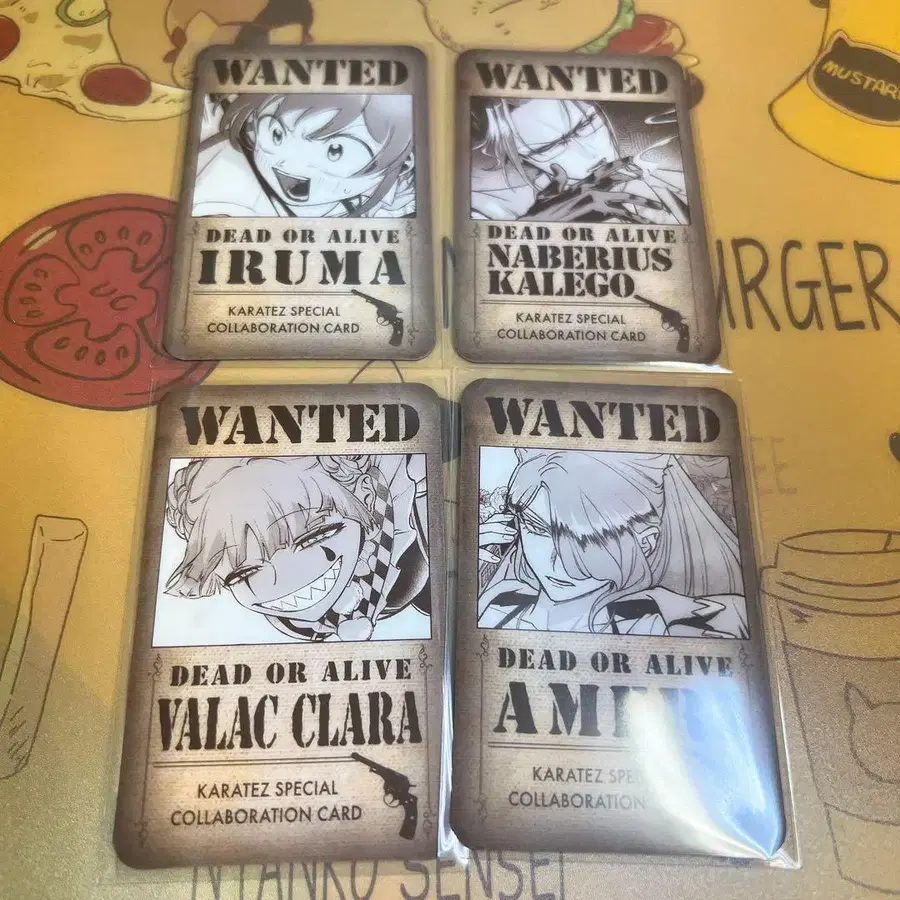 WANTED
DEAD OR ALIVE
IRUMA
KARATEZ SPECIAL
COLLABORATION CARD
WANTED
DEAD OR ALIVE
NABERIUS
KALEGO
KARATEZ SPECIAL
COLLABORATION CARD
MUSTARD
URGER
WANTED
DEAD OR ALIVE
VALAC CLARA
KARATEZ SPECIAL
COLLABORATION CARD
WANTED
DEAD OR ALIVE
KARATEZ
COLLABORATION
NYANKO SENSEI